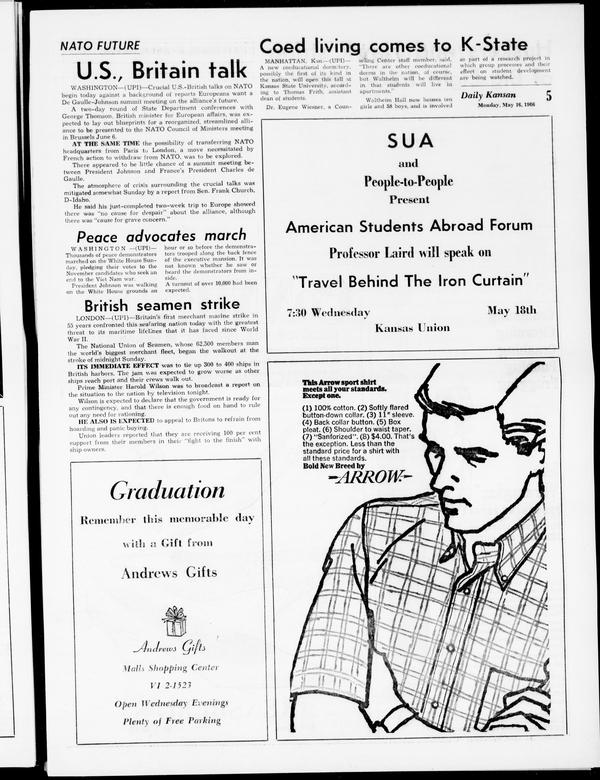 NATO FUTURE
U.S., Britain talk
WASHINGTON—(UPI)—Crucial U.S.-British talks on NATO
begin today against a background of reports Europeans want a
De Gaulle-Johnson summit meeting on the alliance's future.
A two-day round of State Department conferences with
George Thomson, British minister for European affairs, was ex-
pected to lay out blueprints for a reorganized, streamlined alli-
ance to be presented to the NATO Council of Ministers meeting
in Brussels June 6.
AT THE SAME TIME the possibility of transferring NATO
headquarters from Paris to London, a move necessitated by
French action to withdraw from NATO, was to be explored.
There appeared to be little chance of a summit meeting be-
tween President Johnson and France's President Charles de
Gaulle.
The atmosphere of crisis surrounding the crucial talks was
mitigated somewhat Sunday by a report from Sen. Frank Church,
D-Idaho.
He said his just-completed two-week trip to Europe showed
there was "no cause for despair" about the alliance, although
there was "cause for grave concern."
Peace advocates march
WASHINGTON —(UPI)—
Thousands of peace demonstrators
marched on the White House Sun-
day, pledging their votes to the
November candidates who seek an
end to the Viet Nam war.
President Johnson was walking
on the White House grounds an
hour or so before the demonstra-
tors trooped along the back fence
of the executive mansion. It was
not known whether he saw or
heard the demonstrators from in-
side.
A turnout of over 10,000 had been
expected.
British seamen strike
LONDON—(UPI)—Britain's first merchant marine strike in
55 years confronted this seafaring nation today with the greatest
threat to its maritime lifelines that it has faced since World
War II.
The National Union of Seamen, whose 62,500 members man
the world's biggest merchant fleet, began the walkout at the
stroke of midnight Sunday.
ITS IMMEDIATE EFFECT was to tie up 300 to 400 ships in
British harbors. The jam was expected to grow worse as other
ships reach port and their crews walk out.
Prime Minister Harold Wilson was to broadcast a report on
the situation to the nation by television tonight.
Wilson is expected to declare that the government is ready for
any contingency, and that there is enough food on hand to rule
out any need for rationing.
HE ALSO IS EXPECTED to appeal to Britons to refrain from
hoarding and panic buying.
Union leaders reported that they are receiving 100 per cent
support from their members in their "fight to the finish" with
ship owners.
Graduation
Remember this memorable day
with a Gift from
Andrews Gifts
Andrews Gifts
Malls Shopping Center
VI 2-1523
Open Wednesday Evenings
Plenty of Free Parking
Coed living comes to K-State
MANHATTAN, Kan.—(UPI)—
A new coeducational dormitory,
possibly the first of its kind in
the nation, will open this fall at
Kansas State University, accord-
ing to Thomas Frith, assistant
dean of students.
Dr. Eugene Wiesner, a Coun-
seling Center staff member, said,
"There are other coeducational
dorms in the nation, of course,
but Waltheim will be different
in that students will live in
apartments."
Waltheim Hall now houses ten
girls and 58 boys, and is involved
as part of a research project in
which group processes and their
effect on student development
are being watched.
Daily Kansan 5
Monday, May 16, 1966
SUA
and
People-to-People
Present
American Students Abroad Forum
Professor Laird will speak on
"Travel Behind The Iron Curtain"
7:30 Wednesday May 18th
Kansas Union
This Arrow sport shirt
meets all your standards.
Except one.
(1) 100% cotton. (2) Softly flared
button-down collar. (3) 11" sleeve.
(4) Back collar button. (5) Box
pleat. (6) Shoulder to waist taper.
(7) "Sanforized". (8) $4.00. That's
the exception. Less than the
standard price for a shirt with
all these standards.
Bold New Breed by
—ARROW—